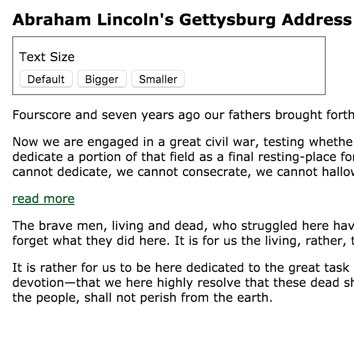 Abraham Lincoln's Gettysburg Address
Text Size
Default Bigger Smaller
Fourscore and seven years ago our fathers brought forth
Now we are engaged in a great civil war, testing whethe
dedicate a portion of that field as a final resting-place fo
cannot dedicate, we cannot consecrate, we cannot hallov
read more
The brave men, living and dead, who struggled here hav
forget what they did here. It is for us the living, rather, t
It is rather for us to be here dedicated to the great task
devotion—that we here highly resolve that these dead sh
the people, shall not perish from the earth.